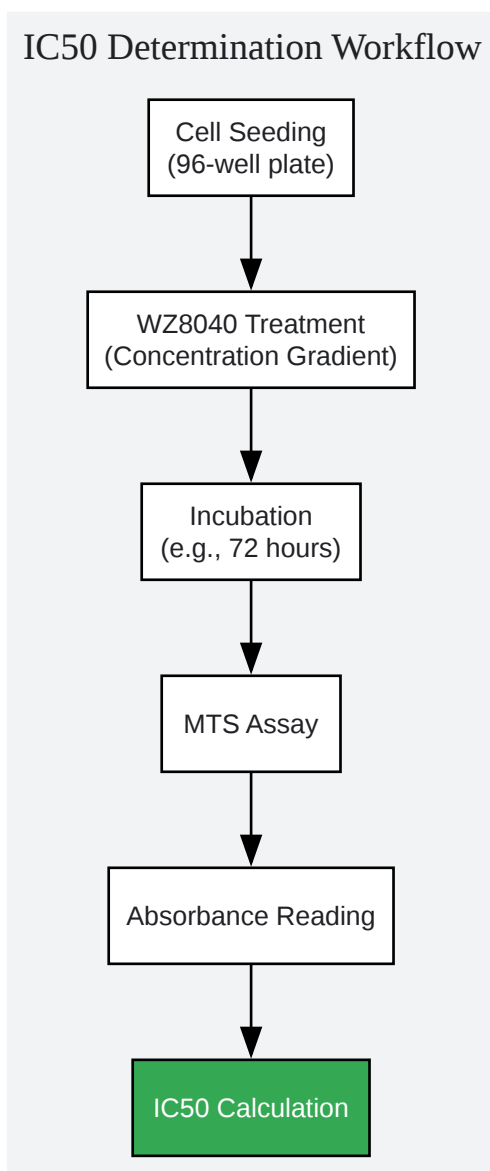 IC50 Determination Workflow
Cell Seeding
(96-well plate)
WZ8040 Treatment
(Concentration Gradient)
Incubation
(e.g., 72 hours)
MTS Assay
Absorbance Reading
IC50 Calculation